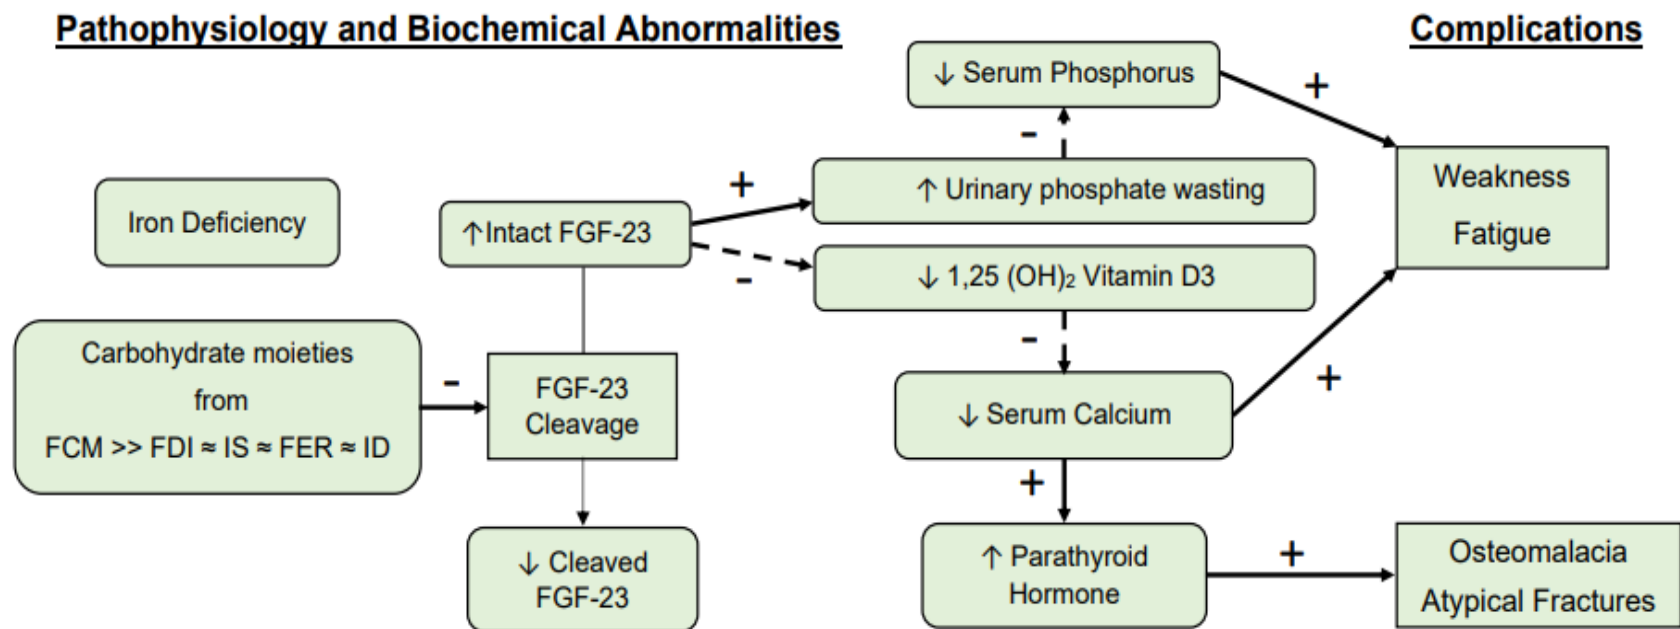 Pathophysiology and Biochemical Abnormalities
Complications
↓ Serum Phosphorus
+
-
Iron Deficiency
↑Intact FGF-23
+
↑ Urinary phosphate wasting
Weakness
Fatigue
-
↓ 1,25 (OH)₂ Vitamin D3
Carbohydrate moieties
from
FCM >> FDI ≈ IS ≈ FER ≈ ID
-
FGF-23
Cleavage
-
↓ Serum Calcium
+
+
↓ Cleaved
FGF-23
↑ Parathyroid
Hormone
+
Osteomalacia
Atypical Fractures